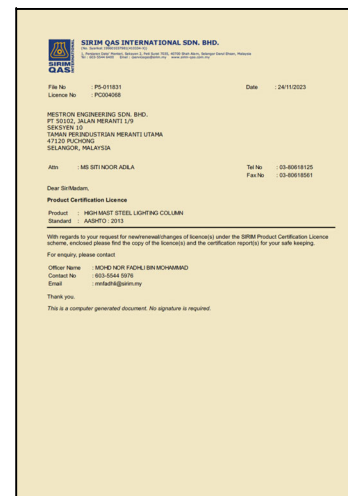 SIRIM QAS INTERNATIONAL SDN. BHD.
SIRIM
QAS
INTERNATIONAL
File No : P5-011831
Date : 24/11/2023
Licence No : PC004068
MESTRON ENGINEERING SDN. BHD.
PT 50102, JALAN MERANTI 1/9
SEKSYEN 10
TAMAN PERINDUSTRIAN MERANTI UTAMA
47120 PUCHONG
SELANGOR, MALAYSIA
Attn : MS SITI NOOR ADILA
Tel No : 03-80618125
Fax No : 03-80618561
Dear Sir/Madam,
Product Certification Licence
Product : HIGH MAST STEEL LIGHTING COLUMN
Standard : AASHTO : 2013
With regards to your request for new/renewal/changes of licence(s) under the SIRIM Product Certification Licence
scheme, enclosed please find the copy of the licence(s) and the certification report(s) for your safe keeping.
For enquiry, please contact
Officer Name : MOHD NOR FADHLI BIN MOHAMMAD
Contact No : 603-5544 5976
Email : mnfadhli@sirim.my
Thank you.
This is a computer generated document. No signature is required.